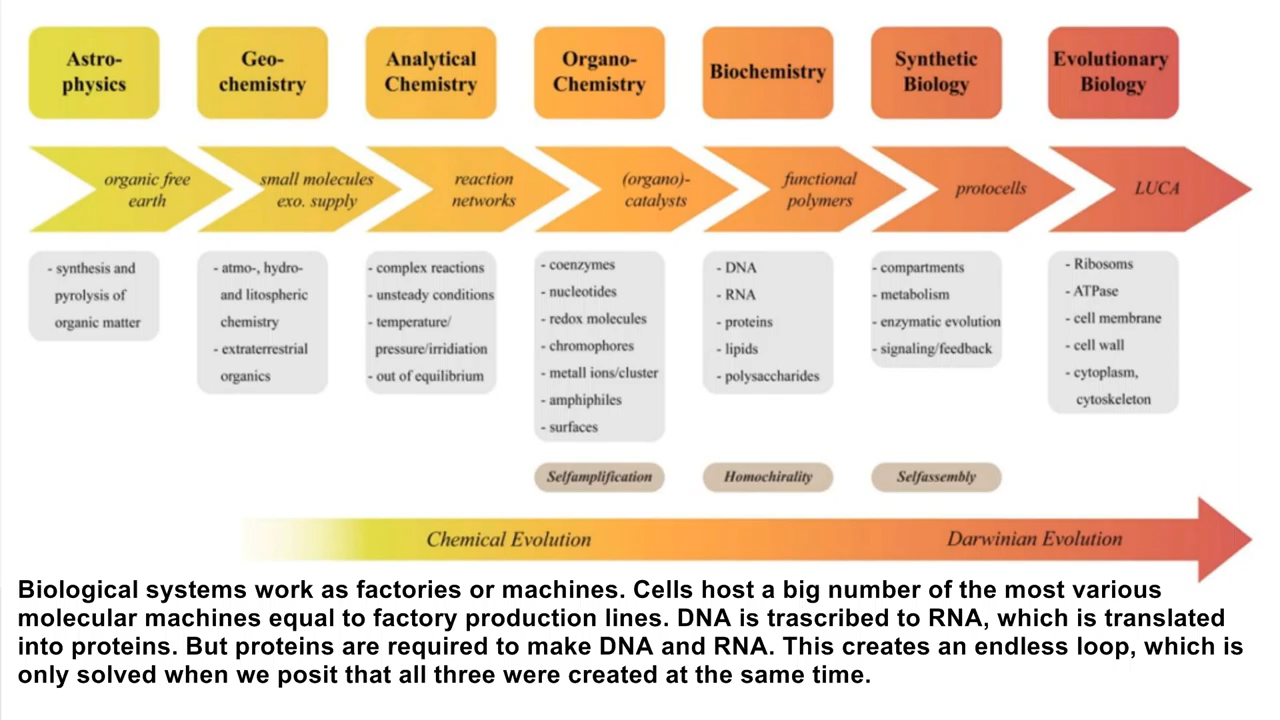 Astro-
physics
Geo-
chemistry
Analytical
Chemistry
Organo-
Chemistry
Biochemistry
Synthetic
Biology
Evolutionary
Biology
organic free
earth
small molecules
exo. supply
reaction
networks
(organo)-
catalysts
functional
polymers
protocells
LUCA
- synthesis and
pyrolysis of
organic matter
- atmo-, hydro-
and litospheric
chemistry
- extraterrestrial
organics
- complex reactions
- unsteady conditions
- temperature/
pressure/irridiation
- out of equilibrium
- coenzymes
- nucleotides
- redox molecules
- chromophores
- metall ions/cluster
- amphiphiles
- surfaces
- DNA
- RNA
- proteins
- lipids
- polysaccharides
- compartments
- metabolism
- enzymatic evolution
- signaling/feedback
- Ribosoms
- ATPase
- cell membrane
- cell wall
- cytoplasm,
cytoskeleton
Selfamplification
Homochirality
Selfassembly
Chemical Evolution
Darwinian Evolution
Biological systems work as factories or machines. Cells host a big number of the most various
molecular machines equal to factory production lines. DNA is trascribed to RNA, which is translated
into proteins. But proteins are required to make DNA and RNA. This creates an endless loop, which is
only solved when we posit that all three were created at the same time.